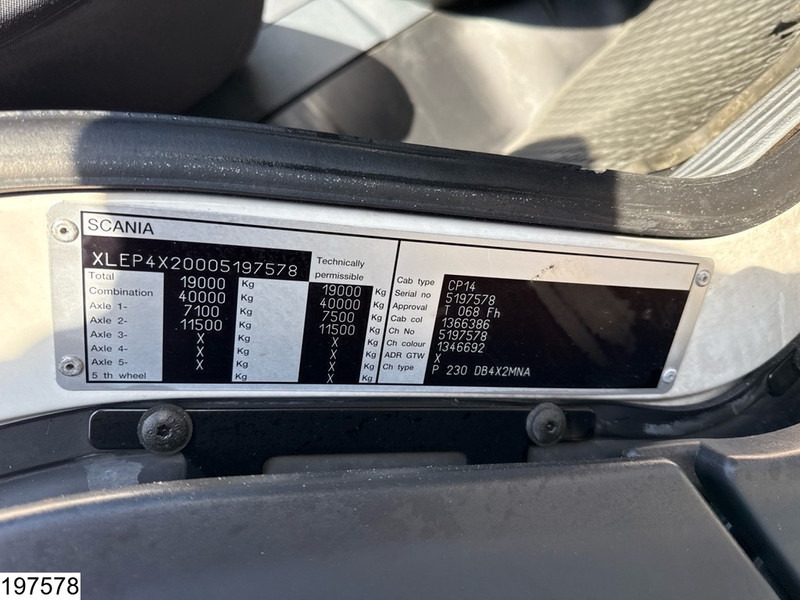 SCANIA
XLEP4X20005197578
Technically
permissible
Total 19000 Kg 19000 Kg
Combination 40000 Kg 40000 Kg
Axle 1- 7100 Kg 7500 Kg
Axle 2- 11500 Kg 11500 Kg
Axle 3- X Kg X Kg
Axle 4- X Kg X Kg
Axle 5- X Kg X Kg
5 th wheel Kg X Kg
Cab type CP14
Serial no 5197578
Approval T 068 Fh
Cab col 1366386
Ch No 5197578
Ch colour 1346692
ADR GTW X
Ch type P 230 DB4X2MNA
197578